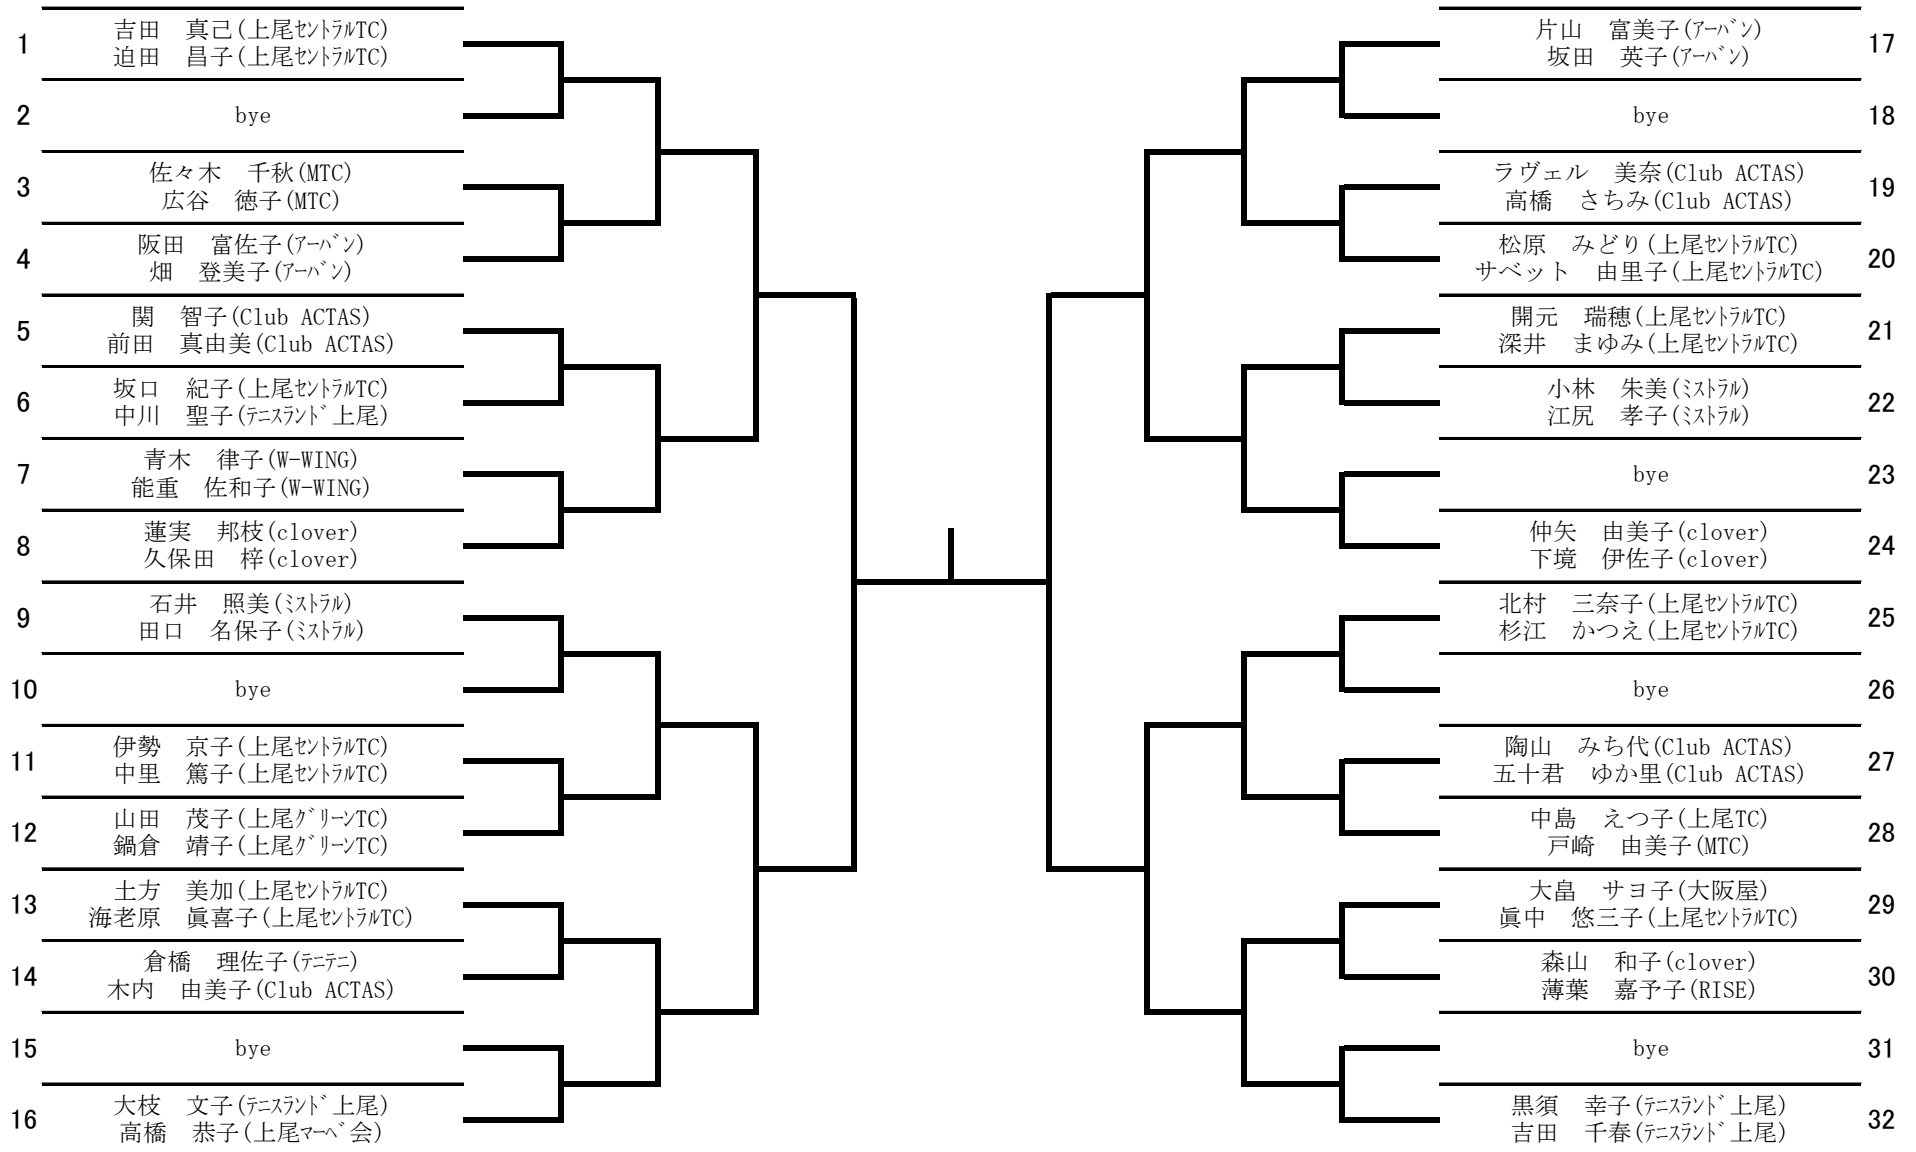 1
吉田　真己(上尾ｾﾝﾄﾗﾙTC)
迫田　昌子(上尾ｾﾝﾄﾗﾙTC)
2
bye
3
佐々木　千秋(MTC)
広谷　徳子(MTC)
4
阪田　富佐子(ｱｰﾊﾞﾝ)
畑　登美子(ｱｰﾊﾞﾝ)
5
関　智子(Club ACTAS)
前田　真由美(Club ACTAS)
6
坂口　紀子(上尾ｾﾝﾄﾗﾙTC)
中川　聖子(ﾃﾆｽﾗﾝﾄﾞ上尾)
7
青木　律子(W-WING)
能重　佐和子(W-WING)
8
蓮実　邦枝(clover)
久保田　梓(clover)
9
石井　照美(ﾐｽﾄﾗﾙ)
田口　名保子(ﾐｽﾄﾗﾙ)
10
bye
11
伊勢　京子(上尾ｾﾝﾄﾗﾙTC)
中里　篤子(上尾ｾﾝﾄﾗﾙTC)
12
山田　茂子(上尾ｸﾞﾘｰﾝTC)
鍋倉　靖子(上尾ｸﾞﾘｰﾝTC)
13
土方　美加(上尾ｾﾝﾄﾗﾙTC)
海老原　眞喜子(上尾ｾﾝﾄﾗﾙTC)
14
倉橋　理佐子(ﾃﾆﾃﾆ)
木内　由美子(Club ACTAS)
15
bye
16
大枝　文子(ﾃﾆｽﾗﾝﾄﾞ上尾)
高橋　恭子(上尾ﾏｰﾍﾞ会)
片山　富美子(ｱｰﾊﾞﾝ)
坂田　英子(ｱｰﾊﾞﾝ)
17
bye
18
ラヴェル　美奈(Club ACTAS)
高橋　さちみ(Club ACTAS)
19
松原　みどり(上尾ｾﾝﾄﾗﾙTC)
サベット　由里子(上尾ｾﾝﾄﾗﾙTC)
20
開元　瑞穂(上尾ｾﾝﾄﾗﾙTC)
深井　まゆみ(上尾ｾﾝﾄﾗﾙTC)
21
小林　朱美(ﾐｽﾄﾗﾙ)
江尻　孝子(ﾐｽﾄﾗﾙ)
22
bye
23
仲矢　由美子(clover)
下境　伊佐子(clover)
24
北村　三奈子(上尾ｾﾝﾄﾗﾙTC)
杉江　かつえ(上尾ｾﾝﾄﾗﾙTC)
25
bye
26
陶山　みち代(Club ACTAS)
五十君　ゆか里(Club ACTAS)
27
中島　えつ子(上尾TC)
戸崎　由美子(MTC)
28
大畠　サヨ子(大阪屋)
眞中　悠三子(上尾ｾﾝﾄﾗﾙTC)
29
森山　和子(clover)
薄葉　嘉予子(RISE)
30
bye
31
黒須　幸子(ﾃﾆｽﾗﾝﾄﾞ上尾)
吉田　千春(ﾃﾆｽﾗﾝﾄﾞ上尾)
32